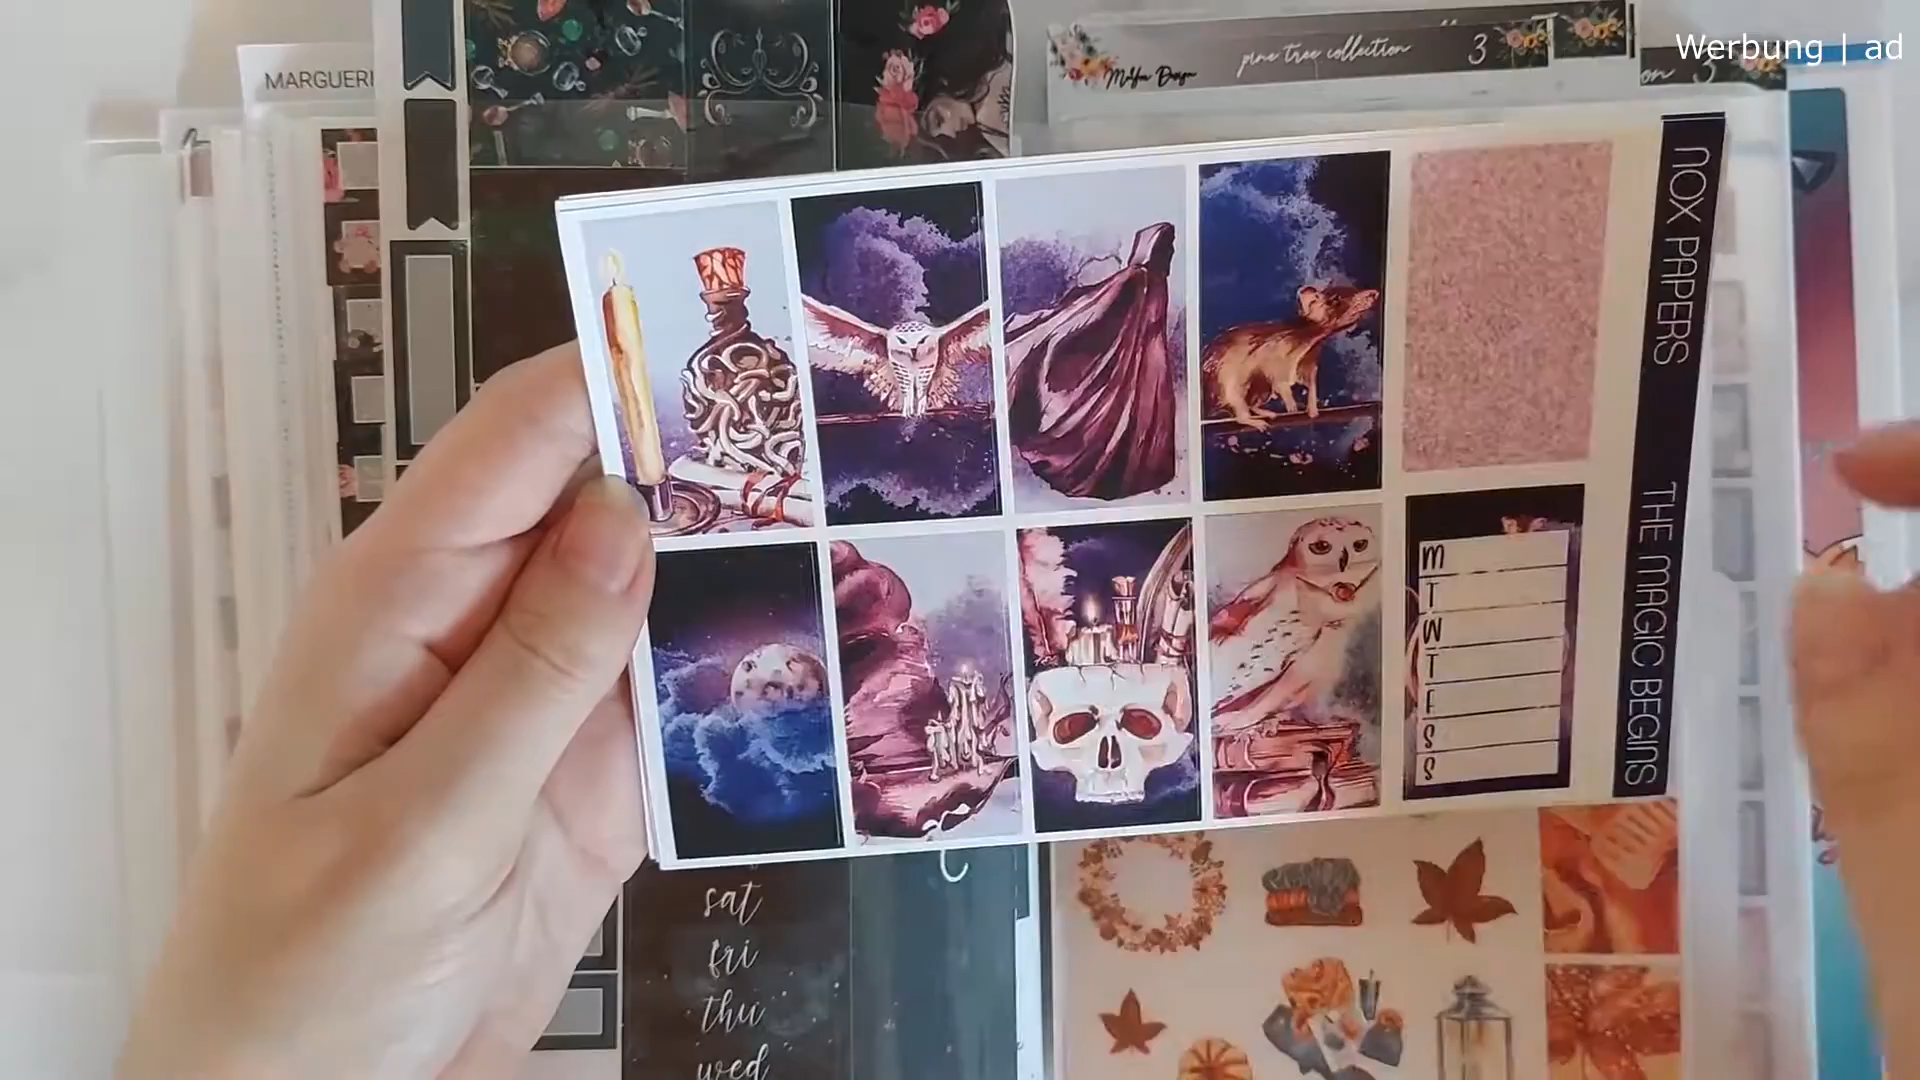 Werbung | ad
MARGUERI
pine tree collection
3
NOX PAPERS
THE MAGIC BEGINS
M
T
W
T
F
S
S
sat
fri
thu
wed